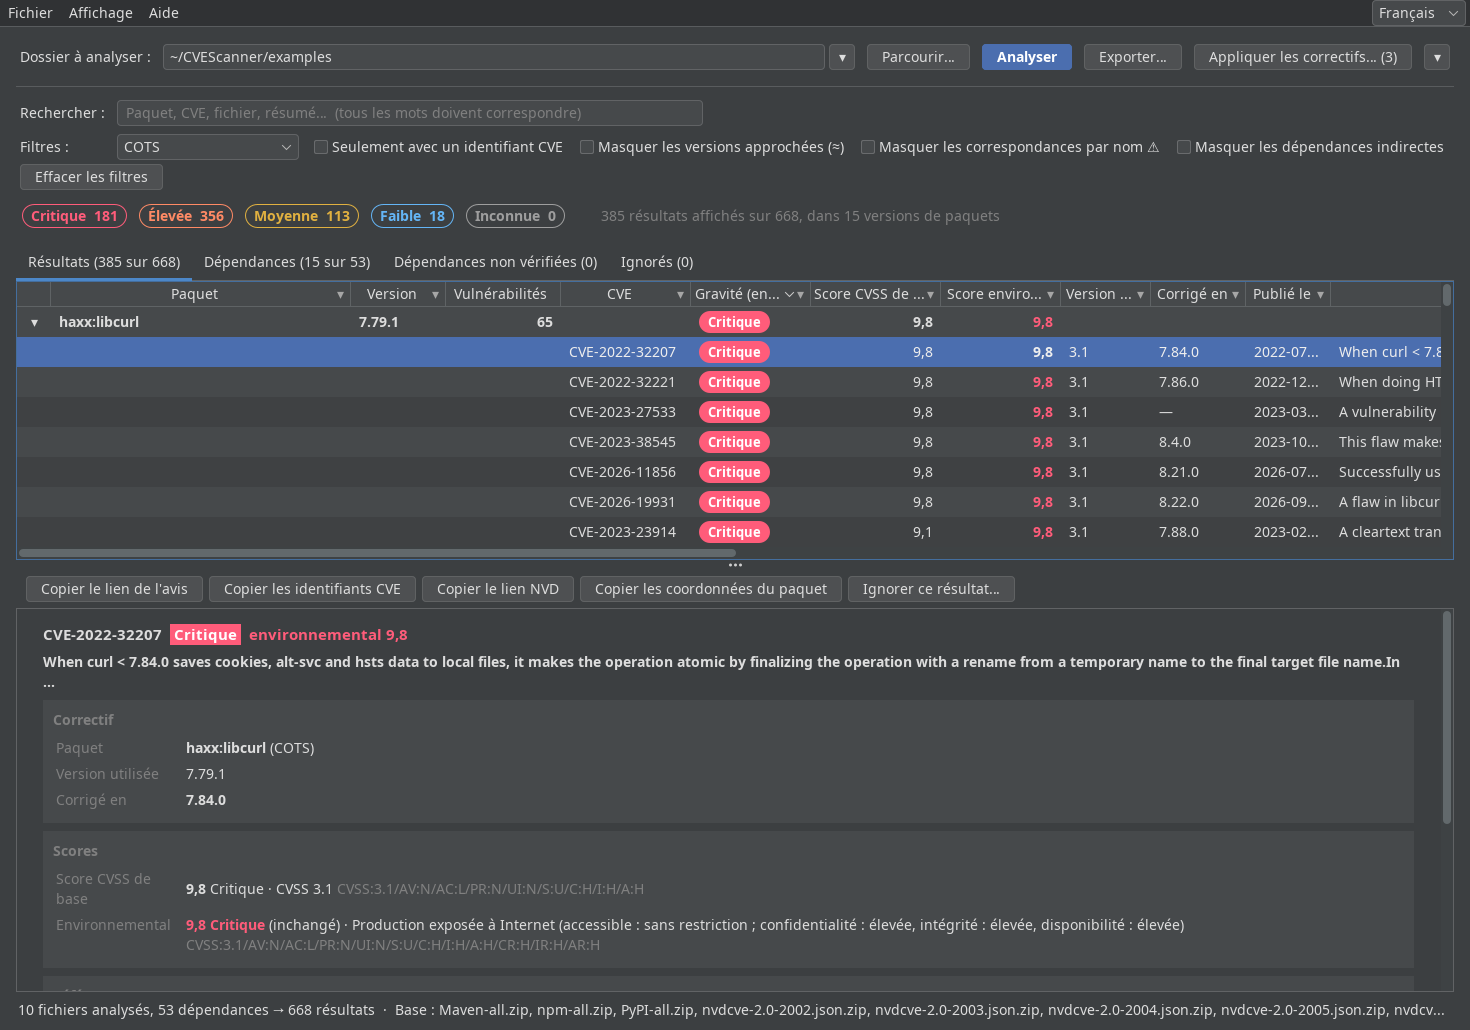 Fichier Affichage Aide Français
Dossier à analyser : ~/CVEScanner/examples ▾ Parcourir... Analyser Exporter... Appliquer les correctifs... (3) ▾
Rechercher : Paquet, CVE, fichier, résumé... (tous les mots doivent correspondre)
Filtres : COTS Seulement avec un identifiant CVE Masquer les versions approchées (≈) Masquer les correspondances par nom ⚠ Masquer les dépendances indirectes
Effacer les filtres
Critique 181 Élevée 356 Moyenne 113 Faible 18 Inconnue 0 385 résultats affichés sur 668, dans 15 versions de paquets
Résultats (385 sur 668) Dépendances (15 sur 53) Dépendances non vérifiées (0) Ignorés (0)
Paquet ▾ Version ▾ Vulnérabilités CVE ▾ Gravité (en... ▾ Score CVSS de ... ▾ Score enviro... ▾ Version ... ▾ Corrigé en ▾ Publié le ▾
▾ haxx:libcurl 7.79.1 65 Critique 9,8 9,8
CVE-2022-32207 Critique 9,8 9,8 3.1 7.84.0 2022-07... When curl < 7.8
CVE-2022-32221 Critique 9,8 9,8 3.1 7.86.0 2022-12... When doing HT
CVE-2023-27533 Critique 9,8 9,8 3.1 — 2023-03... A vulnerability
CVE-2023-38545 Critique 9,8 9,8 3.1 8.4.0 2023-10... This flaw makes
CVE-2026-11856 Critique 9,8 9,8 3.1 8.21.0 2026-07... Successfully us
CVE-2026-19931 Critique 9,8 9,8 3.1 8.22.0 2026-09... A flaw in libcur
CVE-2023-23914 Critique 9,1 9,8 3.1 7.88.0 2023-02... A cleartext tran
Copier le lien de l'avis Copier les identifiants CVE Copier le lien NVD Copier les coordonnées du paquet Ignorer ce résultat...
CVE-2022-32207 Critique environnemental 9,8
When curl < 7.84.0 saves cookies, alt-svc and hsts data to local files, it makes the operation atomic by finalizing the operation with a rename from a temporary name to the final target file name.In
...
Correctif
Paquet haxx:libcurl (COTS)
Version utilisée 7.79.1
Corrigé en 7.84.0
Scores
Score CVSS de
base 9,8 Critique · CVSS 3.1 CVSS:3.1/AV:N/AC:L/PR:N/UI:N/S:U/C:H/I:H/A:H
Environnemental 9,8 Critique (inchangé) · Production exposée à Internet (accessible : sans restriction ; confidentialité : élevée, intégrité : élevée, disponibilité : élevée)
CVSS:3.1/AV:N/AC:L/PR:N/UI:N/S:U/C:H/I:H/A:H/CR:H/IR:H/AR:H
10 fichiers analysés, 53 dépendances → 668 résultats · Base : Maven-all.zip, npm-all.zip, PyPI-all.zip, nvdcve-2.0-2002.json.zip, nvdcve-2.0-2003.json.zip, nvdcve-2.0-2004.json.zip, nvdcve-2.0-2005.json.zip, nvdcv...